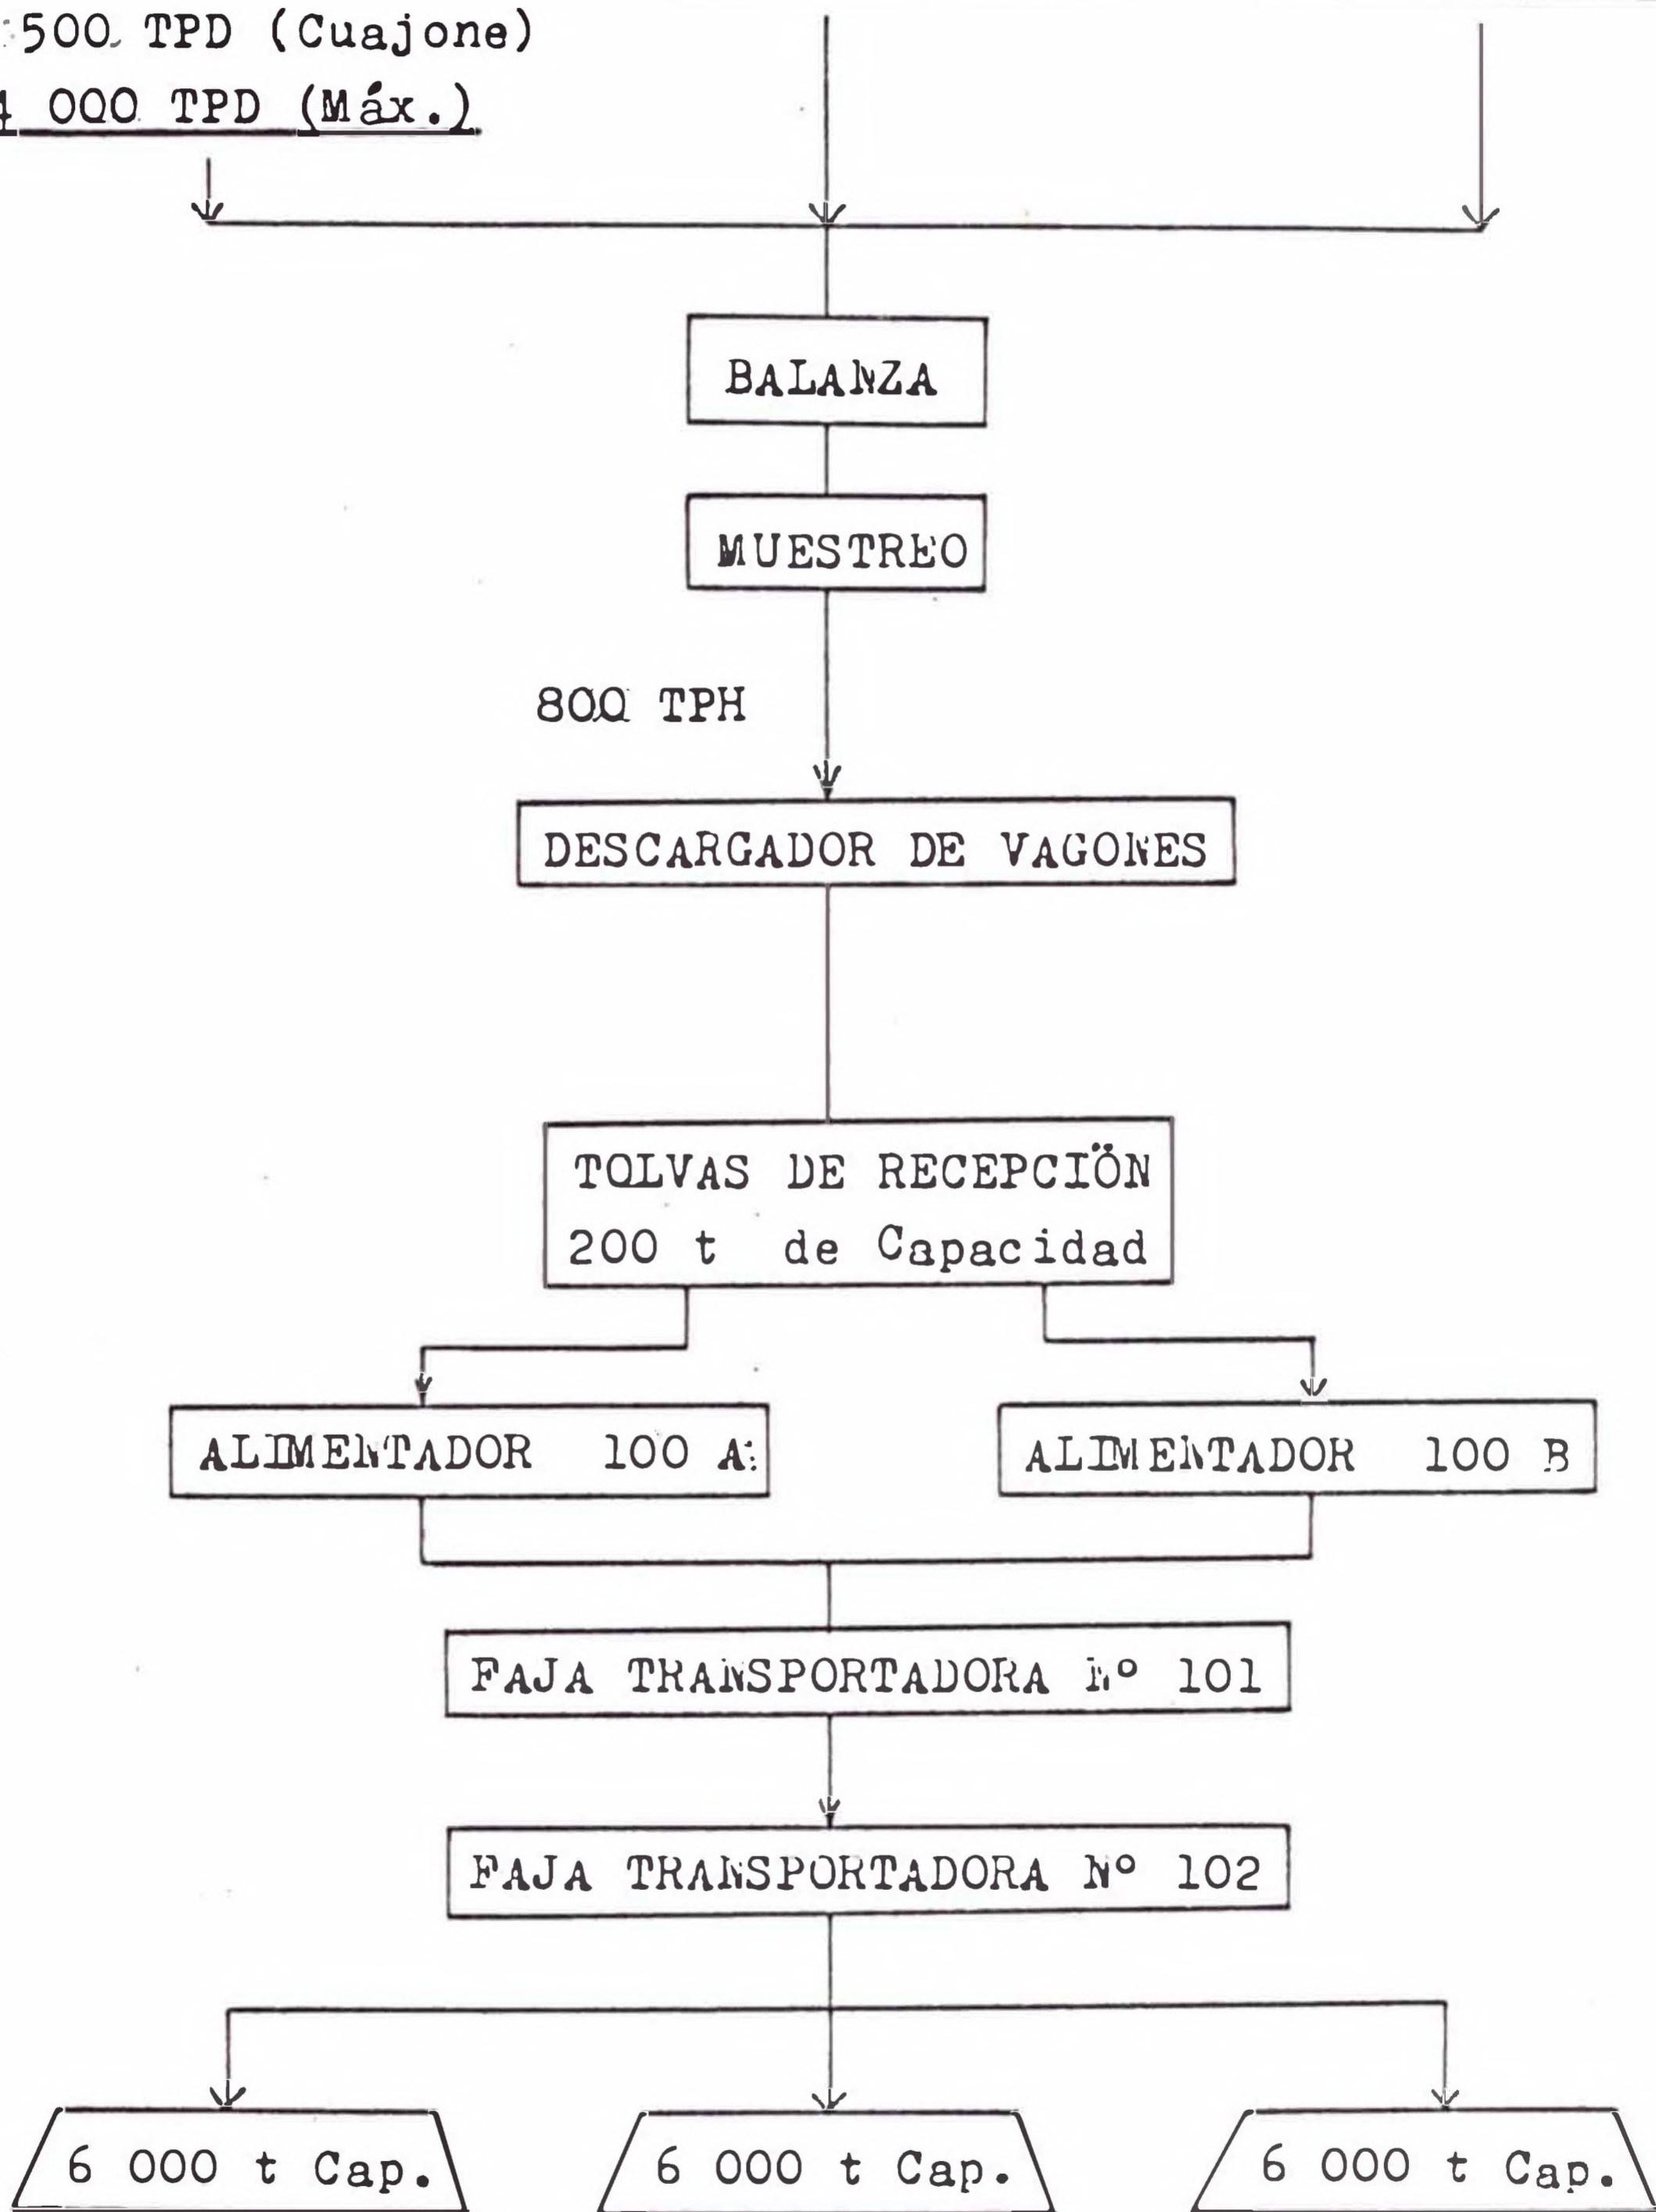 500 TPD (Cuajone)
000 TPD (Máx.)
BALANZA
MUESTREO
800 TPH
DESCARGADOR DE VAGONES
TOLVAS DE RECEPCIÖN
200 t de Capacidad
ALIMENTADOR 100 A
ALIMENTADOR 100 B
FAJA TRANSPORTADORA Nº 101
FAJA TRANSPORTADORA Nº 102
6 000 t Cap.
6 000 t Cap.
6 000 t Cap.